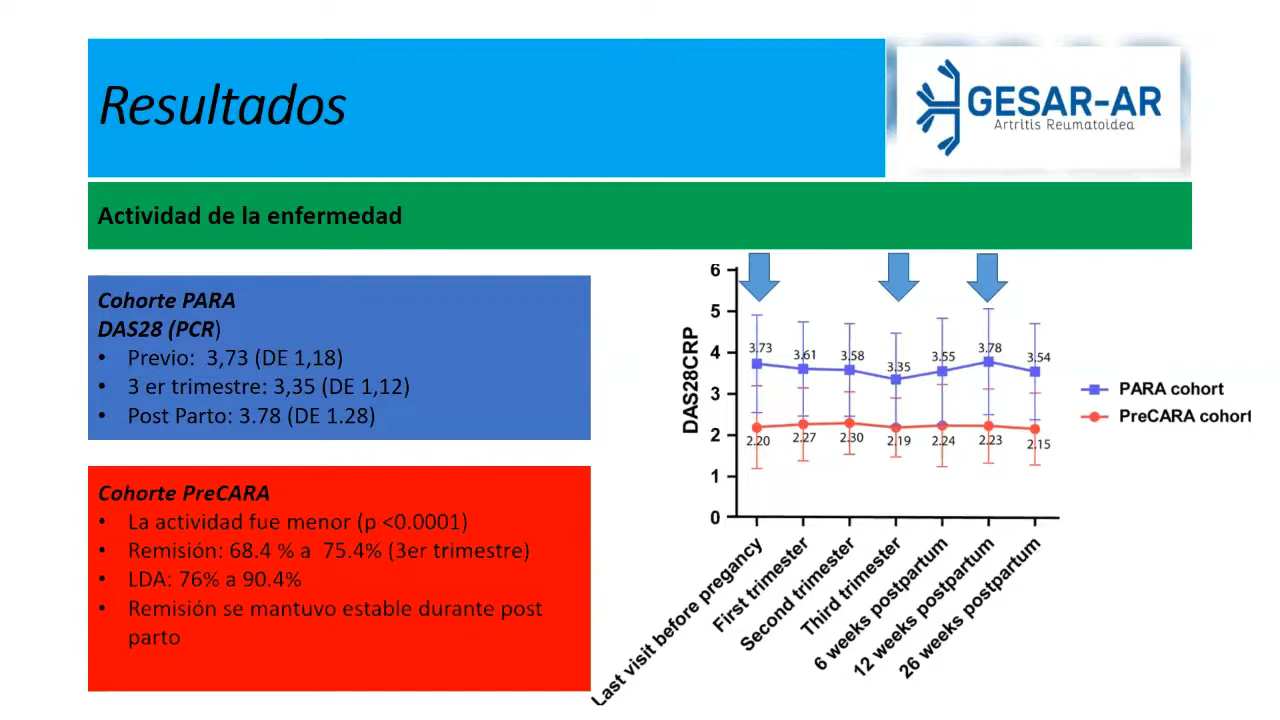 Resultados
GESAR-AR
Artritis Reumatoidea
Actividad de la enfermedad
Cohorte PARA
DAS28 (PCR)
• Previo: 3,73 (DE 1,18)
• 3 er trimestre: 3,35 (DE 1,12)
• Post Parto: 3.78 (DE 1.28)
Cohorte PreCARA
• La actividad fue menor (p <0.0001)
• Remisión: 68.4 % a 75.4% (3er trimestre)
• LDA: 76% a 90.4%
• Remisión se mantuvo estable durante post
parto
DAS28CRP
6
5
4
3
2
1
0
3.73 3.61 3.58 3.35 3.55 3.78 3.54
2.20 2.27 2.30 2.19 2.24 2.23 2.15
Last visit before pregancy
First trimester
Second trimester
Third trimester
6 weeks postpartum
12 weeks postpartum
26 weeks postpartum
PARA cohort
PreCARA cohort